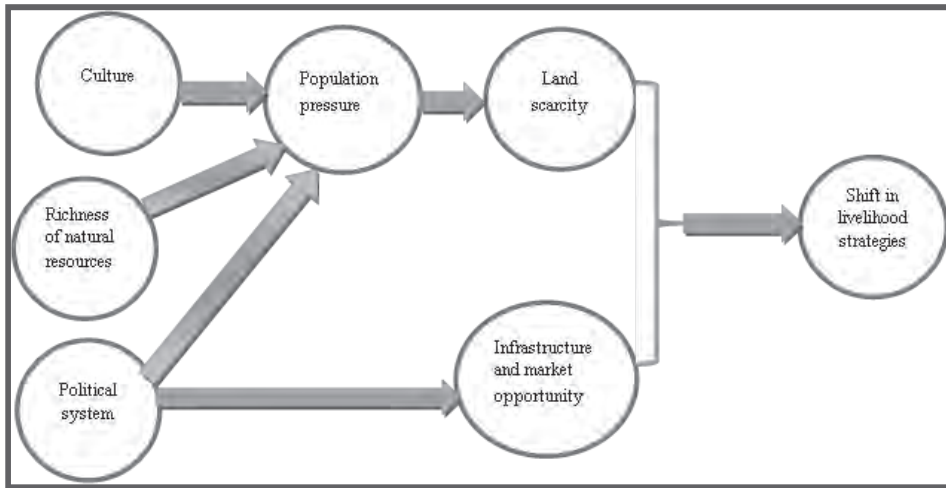 Culture
Population
pressure
Land
scarcity
Richness
of natural
resources
Shift in
livelihood
strategies
Political
system
Infrastructure
and market
opportunity